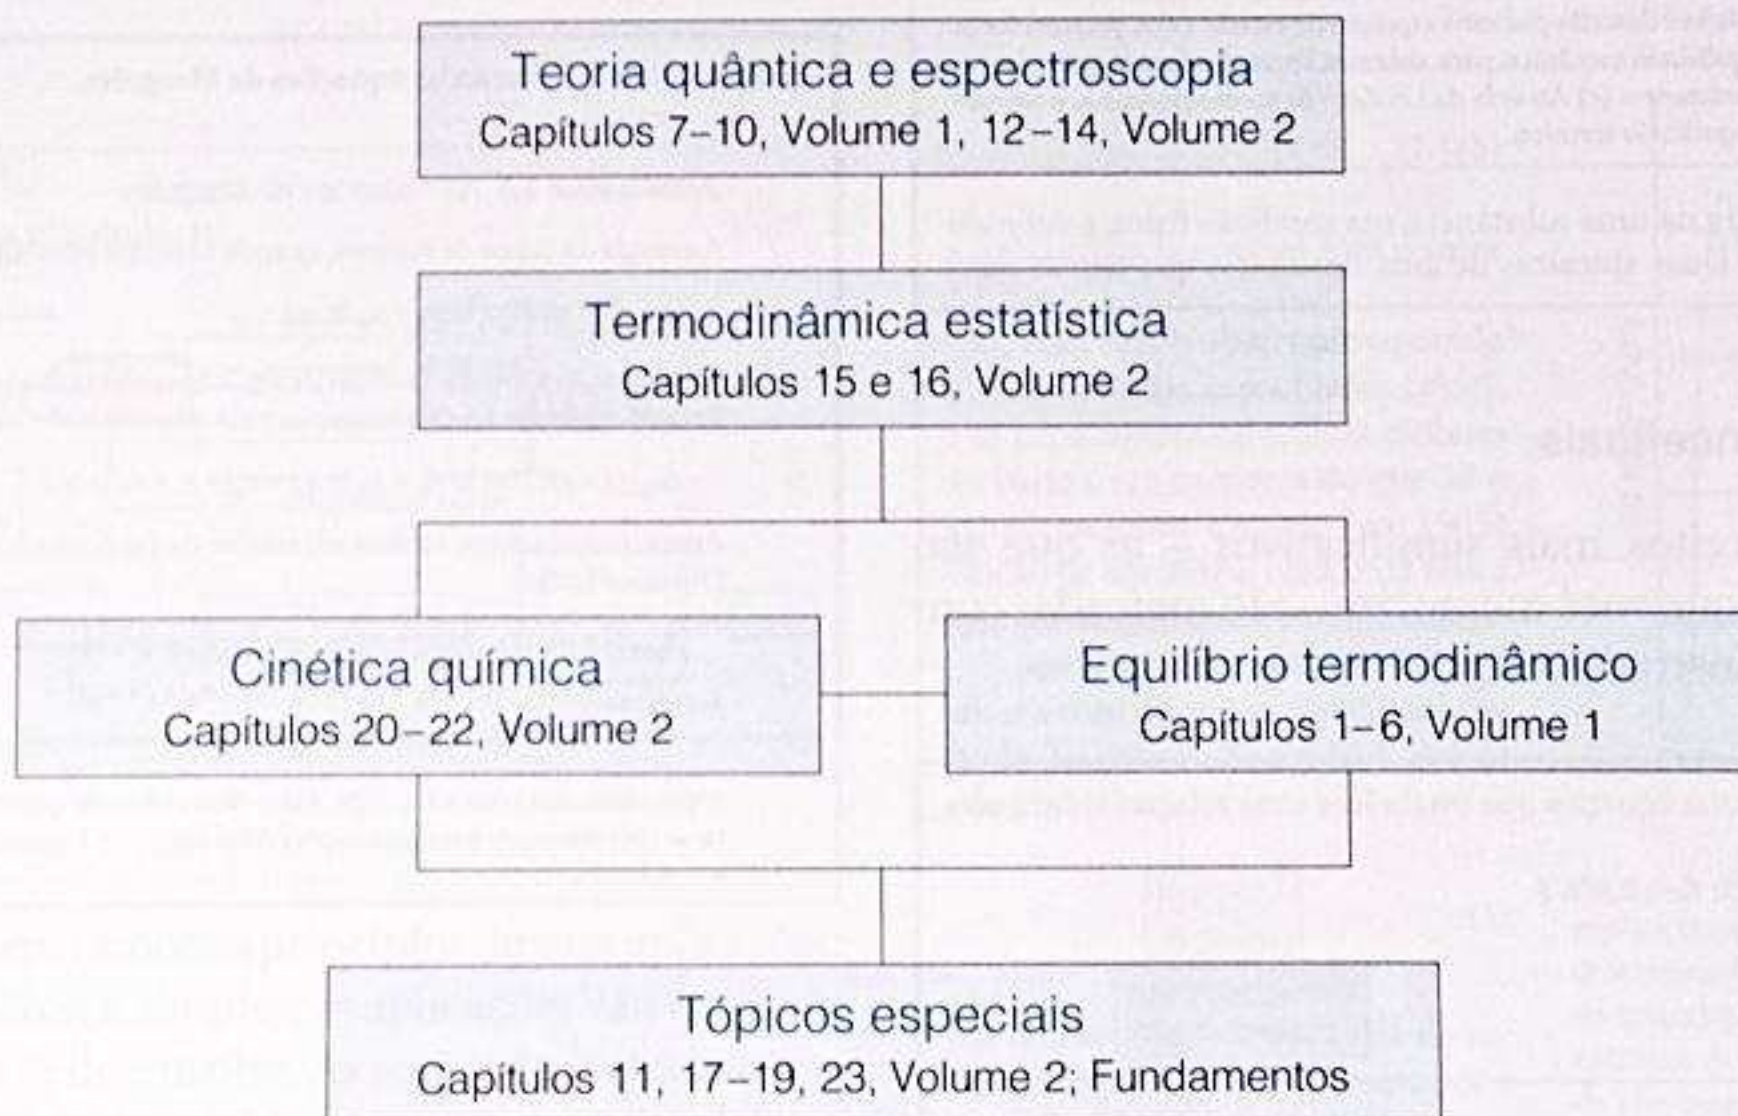 Teoria quântica e espectroscopia
Capítulos 7–10, Volume 1, 12–14, Volume 2
Termodinâmica estatística
Capítulos 15 e 16, Volume 2
Cinética química
Capítulos 20–22, Volume 2
Equilíbrio termodinâmico
Capítulos 1–6, Volume 1
Tópicos especiais
Capítulos 11, 17–19, 23, Volume 2; Fundamentos